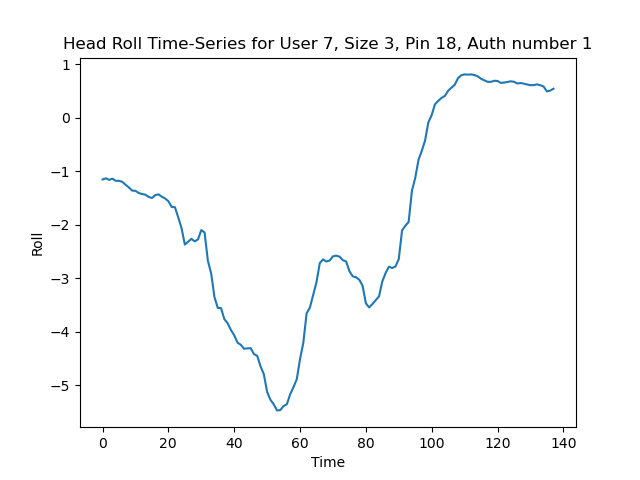 Head Roll Time-Series for User 7, Size 3, Pin 18, Auth number 1
1
0
−1
−2
−3
−4
−5
Roll
0 20 40 60 80 100 120 140
Time